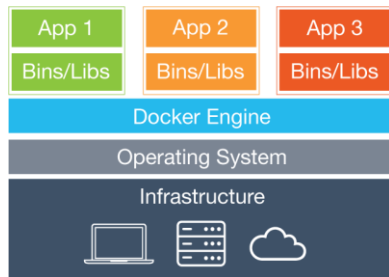 App 1 App 2 App 3
Bins/Libs Bins/Libs Bins/Libs
Docker Engine
Operating System
Infrastructure